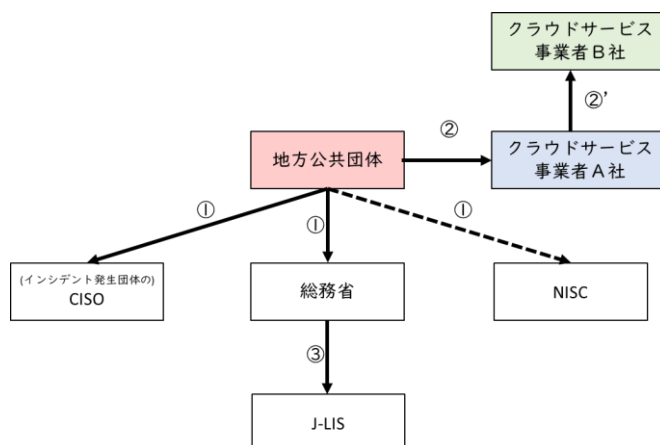 クラウドサービス
事業者B社
②’
②
地方公共団体
クラウドサービス
事業者A社
①
①
①
(インシデント発生団体の)
CISO
総務省
NISC
③
J-LIS